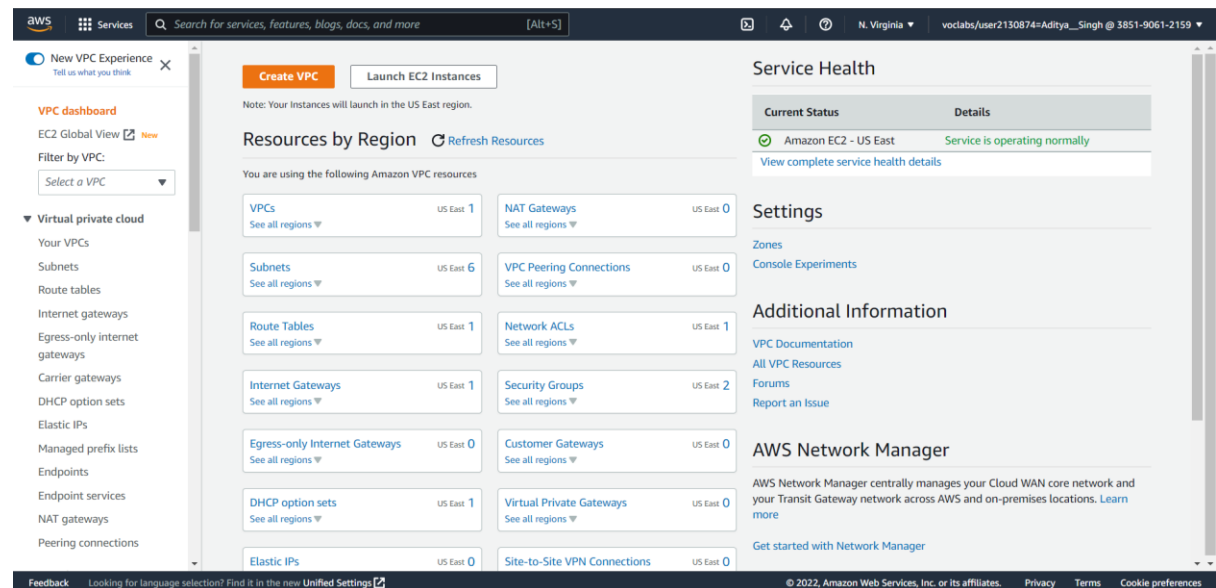 aws
Services
Search for services, features, blogs, docs, and more
[Alt+S]
N. Virginia
voclabs/user2130874=Aditya__Singh @ 3851-9061-2159
New VPC Experience
Tell us what you think
VPC dashboard
EC2 Global View New
Filter by VPC:
Select a VPC
Virtual private cloud
Your VPCs
Subnets
Route tables
Internet gateways
Egress-only internet
gateways
Carrier gateways
DHCP option sets
Elastic IPs
Managed prefix lists
Endpoints
Endpoint services
NAT gateways
Peering connections
Create VPC
Launch EC2 Instances
Note: Your Instances will launch in the US East region.
Resources by Region
Refresh Resources
You are using the following Amazon VPC resources
VPCs US East 1
See all regions
NAT Gateways US East 0
See all regions
Subnets US East 6
See all regions
VPC Peering Connections US East 0
See all regions
Route Tables US East 1
See all regions
Network ACLs US East 1
See all regions
Internet Gateways US East 1
See all regions
Security Groups US East 2
See all regions
Egress-only Internet Gateways US East 0
See all regions
Customer Gateways US East 0
See all regions
DHCP option sets US East 1
See all regions
Virtual Private Gateways US East 0
See all regions
Elastic IPs US East 0
Site-to-Site VPN Connections US East 0
Service Health
Current Status Details
Amazon EC2 - US East Service is operating normally
View complete service health details
Settings
Zones
Console Experiments
Additional Information
VPC Documentation
All VPC Resources
Forums
Report an Issue
AWS Network Manager
AWS Network Manager centrally manages your Cloud WAN core network and
your Transit Gateway network across AWS and on-premises locations. Learn
more
Get started with Network Manager
Feedback
Looking for language selection? Find it in the new Unified Settings
© 2022, Amazon Web Services, Inc. or its affiliates.
Privacy
Terms
Cookie preferences